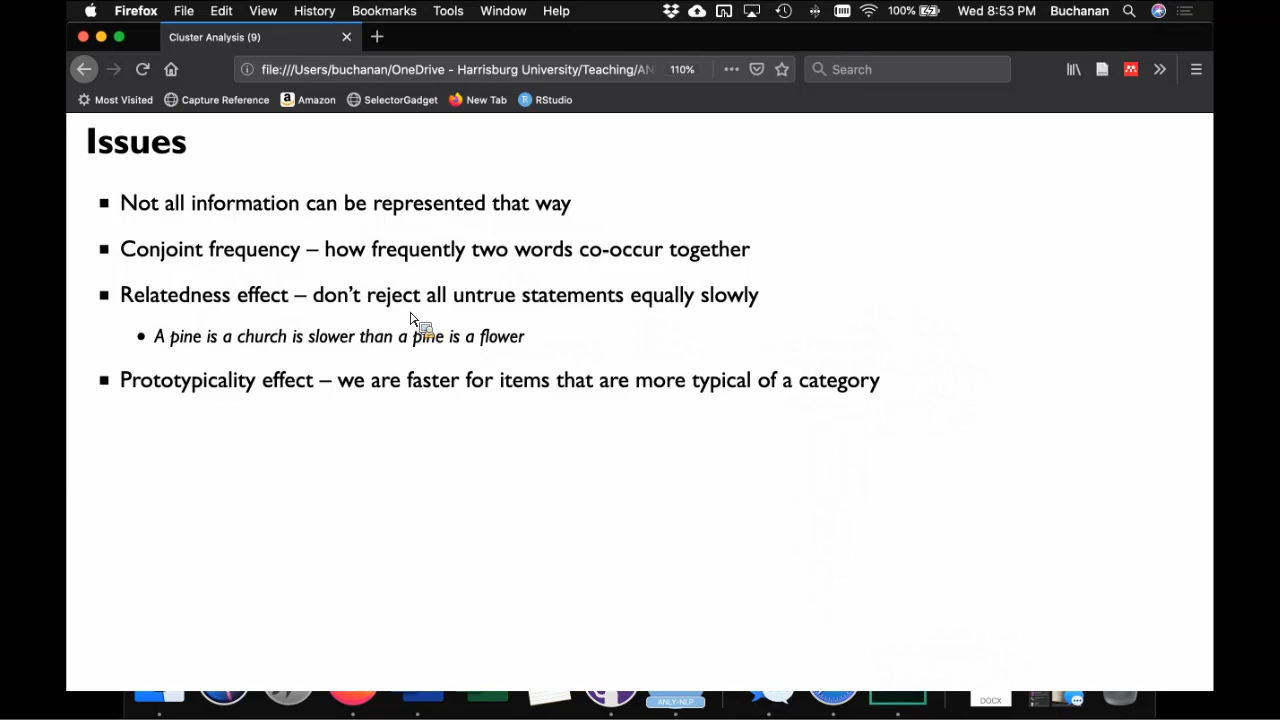 Firefox File Edit View History Bookmarks Tools Window Help 100% Wed 8:53 PM Buchanan
Cluster Analysis (9)
file:///Users/buchanan/OneDrive - Harrisburg University/Teaching/AN 110% Search
Most Visited Capture Reference Amazon SelectorGadget New Tab RStudio
Issues
Not all information can be represented that way
Conjoint frequency – how frequently two words co-occur together
Relatedness effect – don't reject all untrue statements equally slowly
A pine is a church is slower than a pine is a flower
Prototypicality effect – we are faster for items that are more typical of a category
ANLY-NLP DOCX